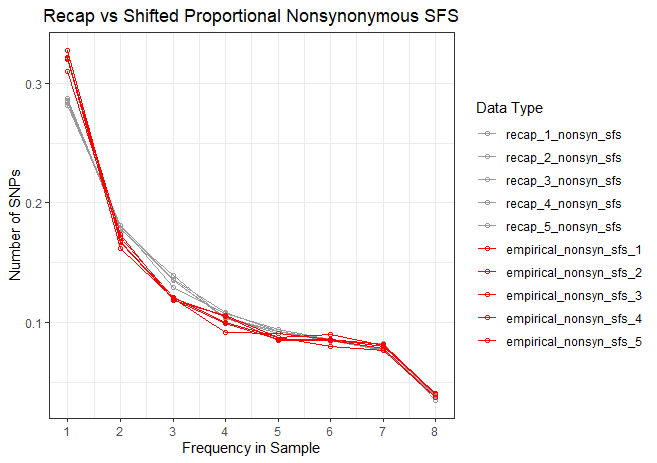 Recap vs Shifted Proportional Nonsynonymous SFS
Number of SNPs
0.3
0.2
0.1
1 2 3 4 5 6 7 8
Frequency in Sample
Data Type
recap_1_nonsyn_sfs
recap_2_nonsyn_sfs
recap_3_nonsyn_sfs
recap_4_nonsyn_sfs
recap_5_nonsyn_sfs
empirical_nonsyn_sfs_1
empirical_nonsyn_sfs_2
empirical_nonsyn_sfs_3
empirical_nonsyn_sfs_4
empirical_nonsyn_sfs_5